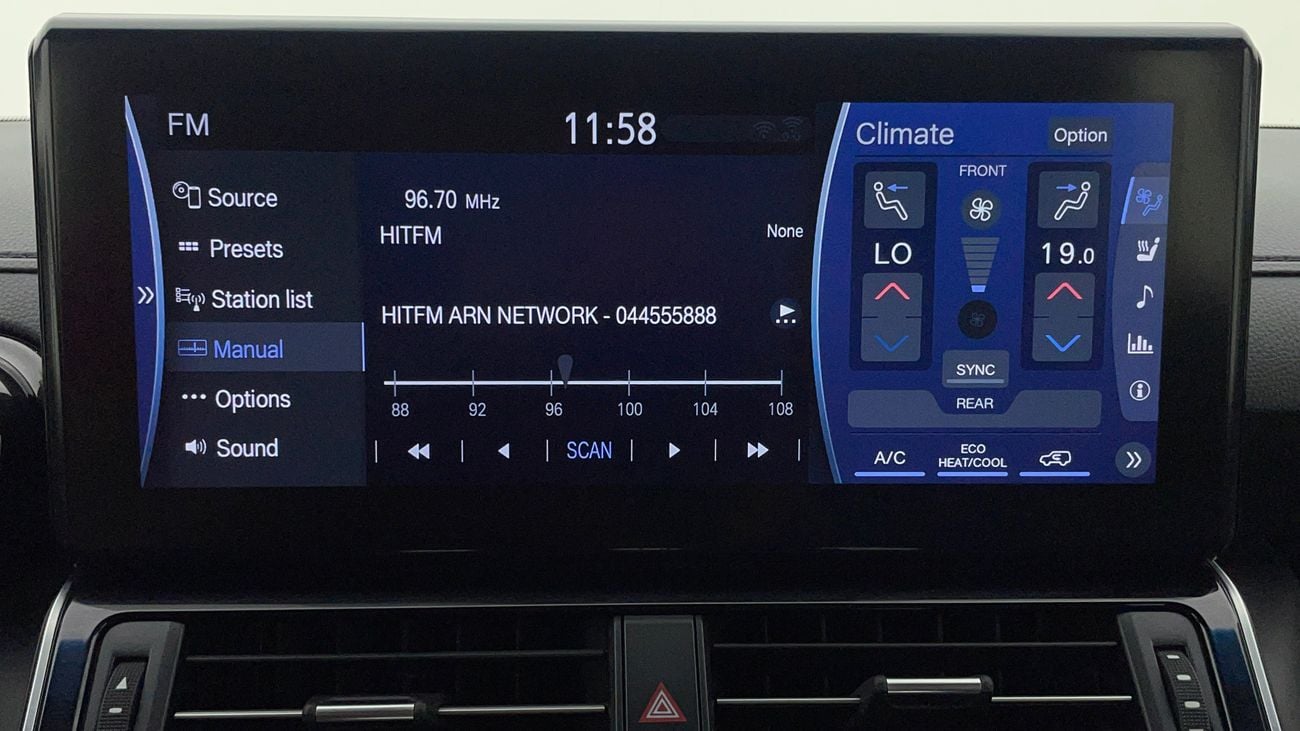 FM
11:58
Source
Presets
Station list
Manual
Options
Sound
96.70 MHz
HITFM
None
HITFM ARN NETWORK - 044555888
88 92 96 100 104 108
SCAN
Climate
Option
FRONT
LO
19.0
SYNC
REAR
A/C
ECO
HEAT/COOL